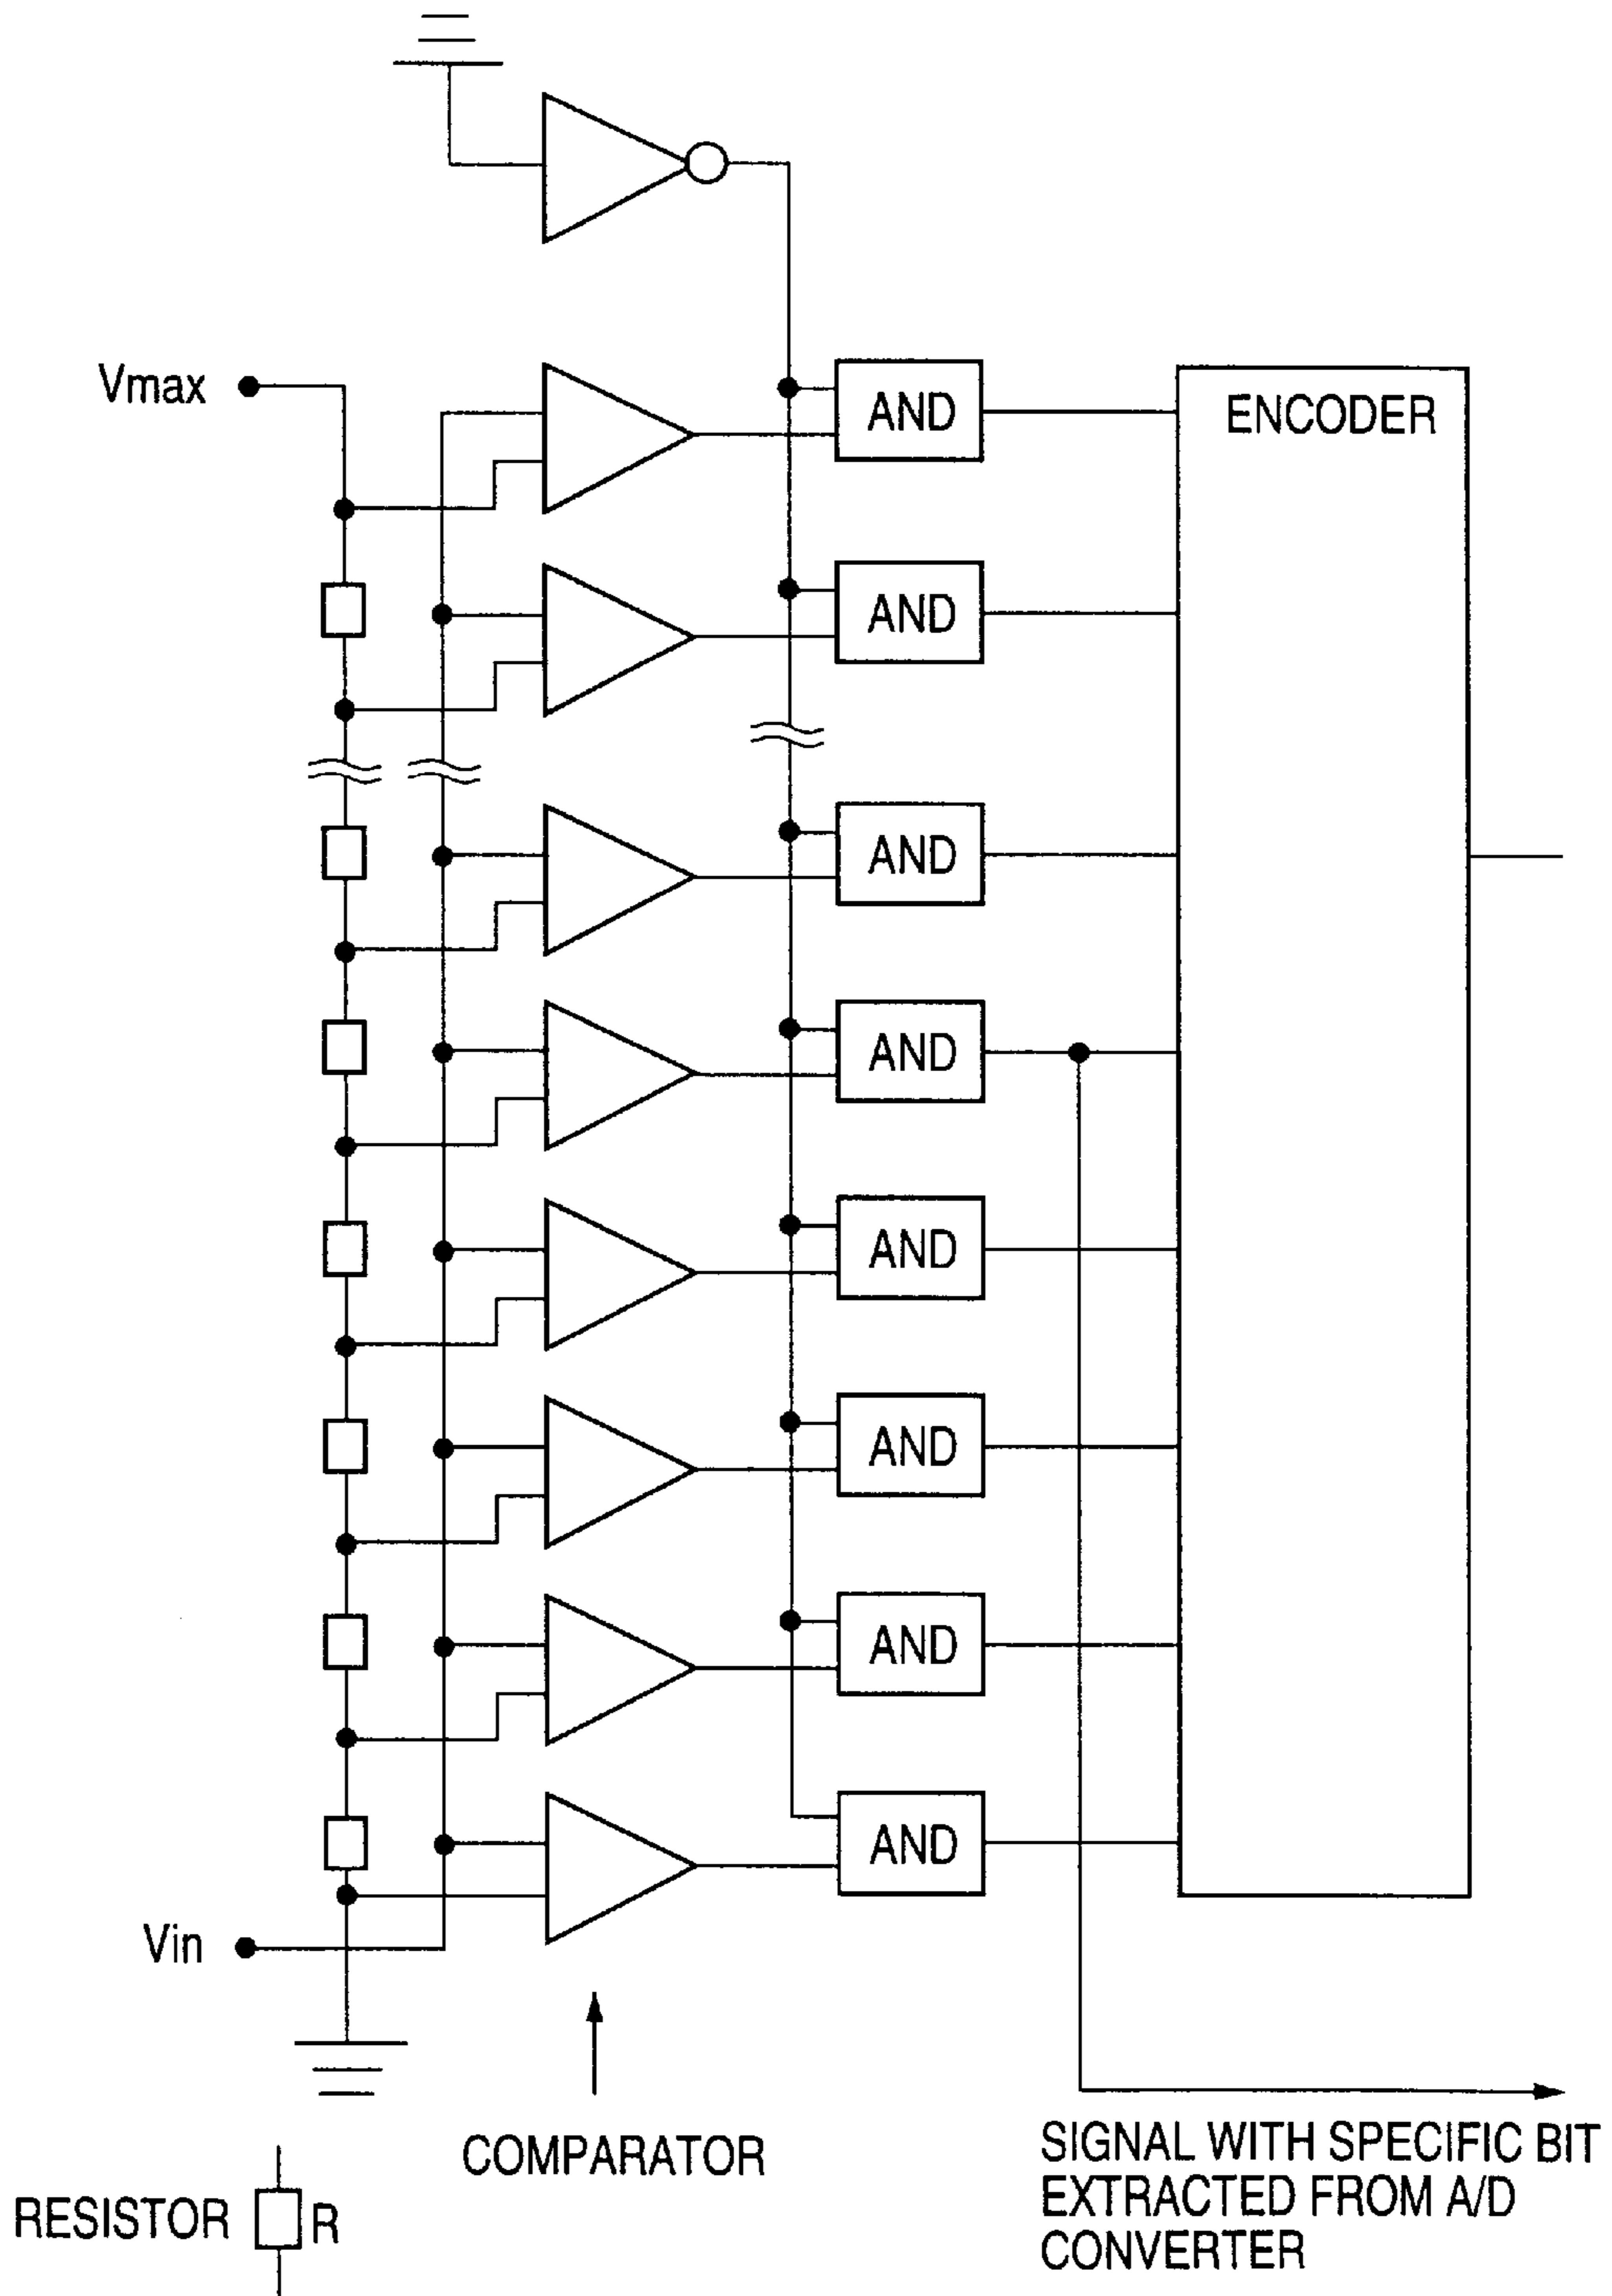 Vmax
AND
ENCODER
AND
AND
AND
AND
AND
AND
AND
Vin
COMPARATOR
SIGNAL WITH SPECIFIC BIT
EXTRACTED FROM A/D
CONVERTER
RESISTOR R